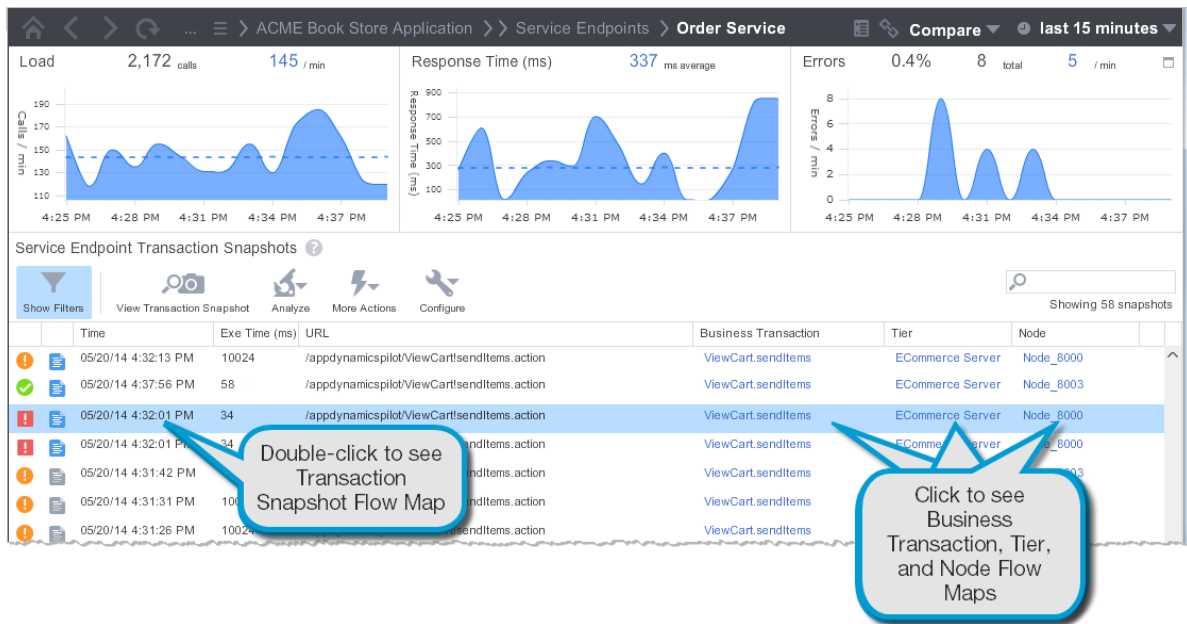 ... ACME Book Store Application Service Endpoints Order Service Compare last 15 minutes
Load 2,172 calls 145 / min
Response Time (ms) 337 ms average
Errors 0.4% 8 total 5 / min
Calls / min
190
170
150
130
110
4:25 PM 4:28 PM 4:31 PM 4:34 PM 4:37 PM
Response Time (ms)
900
700
500
300
100
4:25 PM 4:28 PM 4:31 PM 4:34 PM 4:37 PM
Errors / min
8
6
4
2
0
4:25 PM 4:28 PM 4:31 PM 4:34 PM 4:37 PM
Service Endpoint Transaction Snapshots ?
Show Filters View Transaction Snapshot Analyze More Actions Configure
Showing 58 snapshots
Time Exe Time (ms) URL Business Transaction Tier Node
05/20/14 4:32:13 PM 10024 /appdynamicspilot/ViewCart!sendItems.action ViewCart.sendItems ECommerce Server Node_8000
05/20/14 4:37:56 PM 58 /appdynamicspilot/ViewCart!sendItems.action ViewCart.sendItems ECommerce Server Node_8003
05/20/14 4:32:01 PM 34 /appdynamicspilot/ViewCart!sendItems.action ViewCart.sendItems ECommerce Server Node_8000
05/20/14 4:32:01 34 /appdynamicspilot/ViewCart!sendItems.action ViewCart.sendItems 8000
05/20/14 4:31:42 PM sendItems.action ViewCart.sendItems
05/20/14 4:31:31 PM sendItems.action ViewCart.sendItems
05/20/14 4:31:26 PM 10024 sendItems.action ViewCart.sendItems
Double-click to see
Transaction
Snapshot Flow Map
Click to see
Business
Transaction, Tier,
and Node Flow
Maps